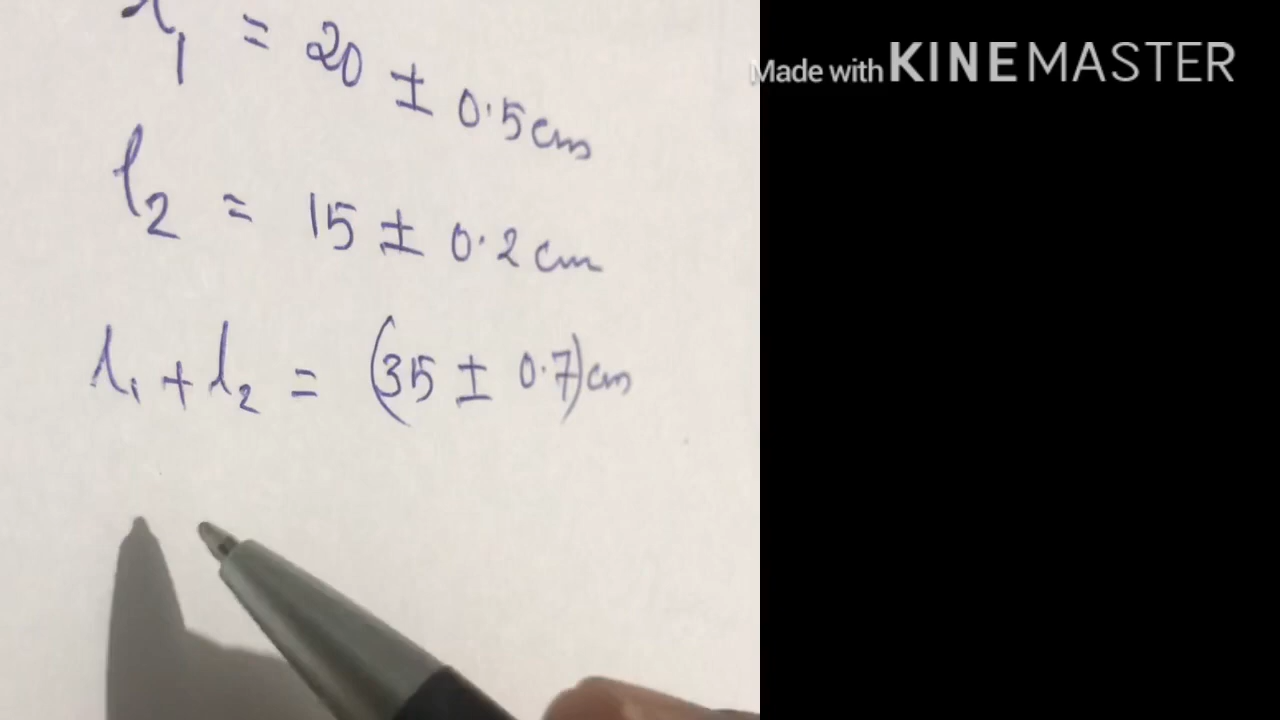 l₁ = 20 ± 0.5 cm
Made with KINEMASTER
l₂ = 15 ± 0.2 cm
l₁ + l₂ = (35 ± 0.7) cm